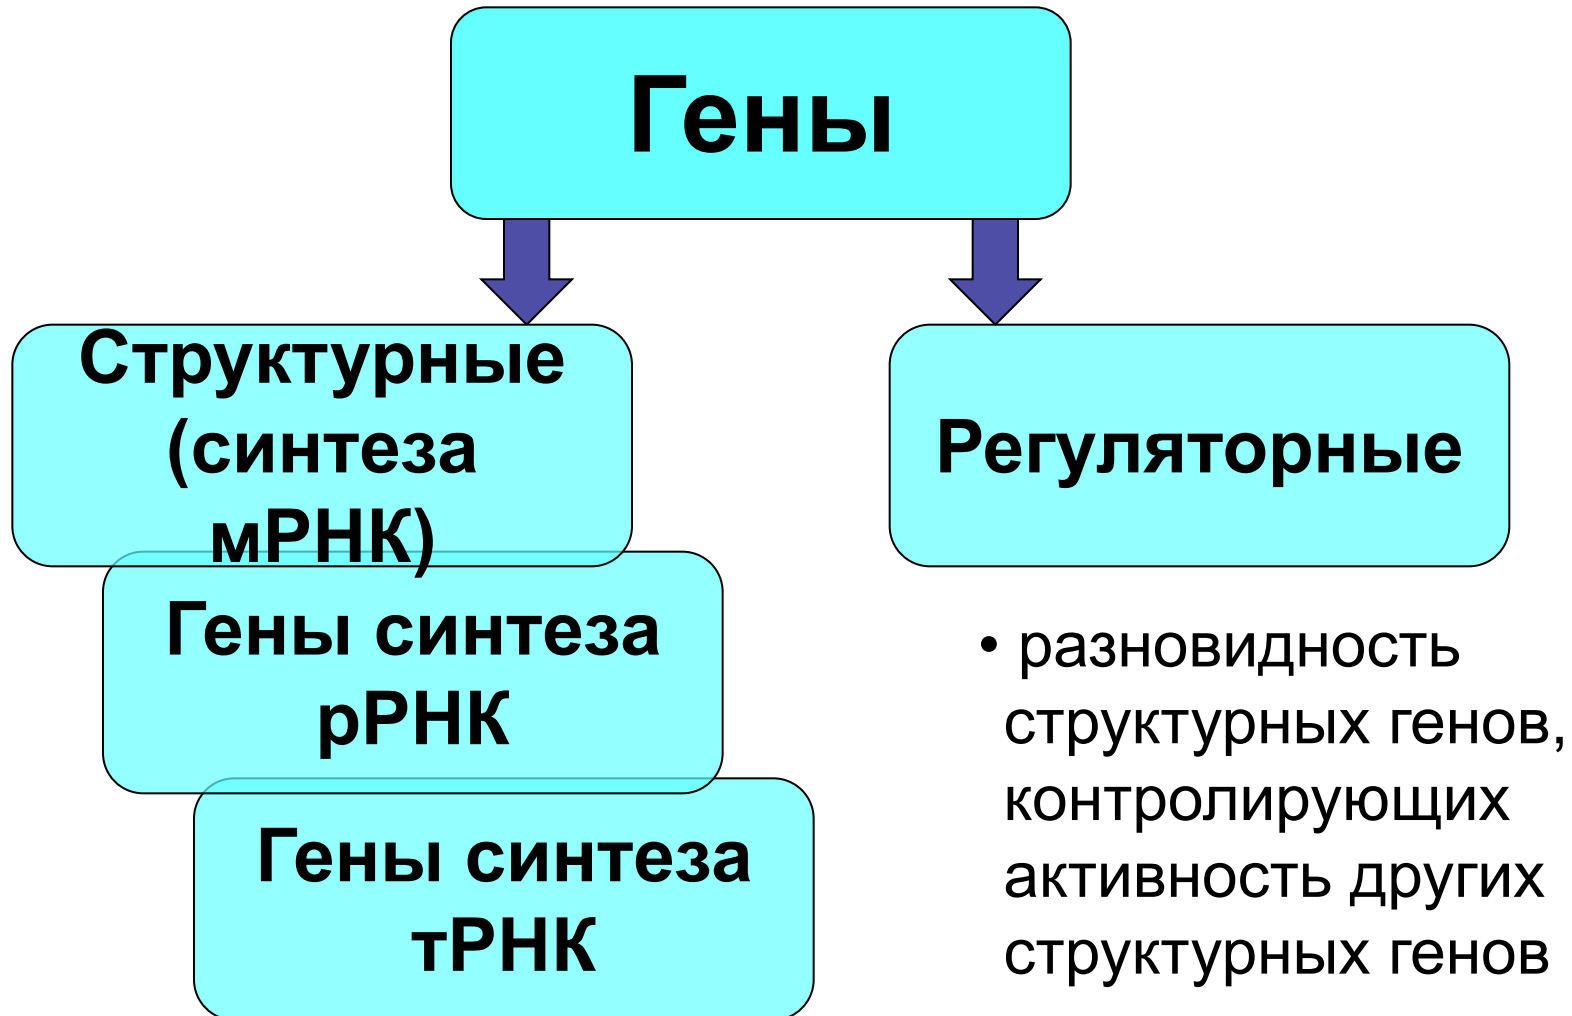 Гены
Структурные
(синтеза
мРНК)
Гены синтеза
рРНК
Гены синтеза
тРНК
Регуляторные
• разновидность
структурных генов,
контролирующих
активность других
структурных генов